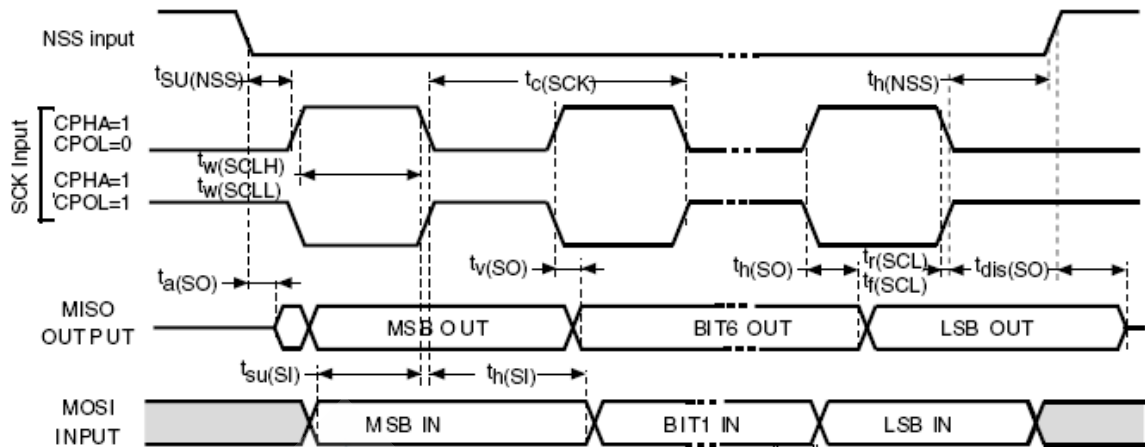 NSS input
tSU(NSS)
tc(SCK)
th(NSS)
SCK Input
CPHA=1
CPOL=0
tw(SCLH)
tw(SCLL)
CPHA=1
CPOL=1
ta(SO)
tv(SO)
th(SO)
tr(SCL)
tf(SCL)
tdis(SO)
MISO
OUTPUT
MSB OUT
BIT6 OUT
LSB OUT
tsu(SI)
th(SI)
MOSI
INPUT
MSB IN
BIT1 IN
LSB IN